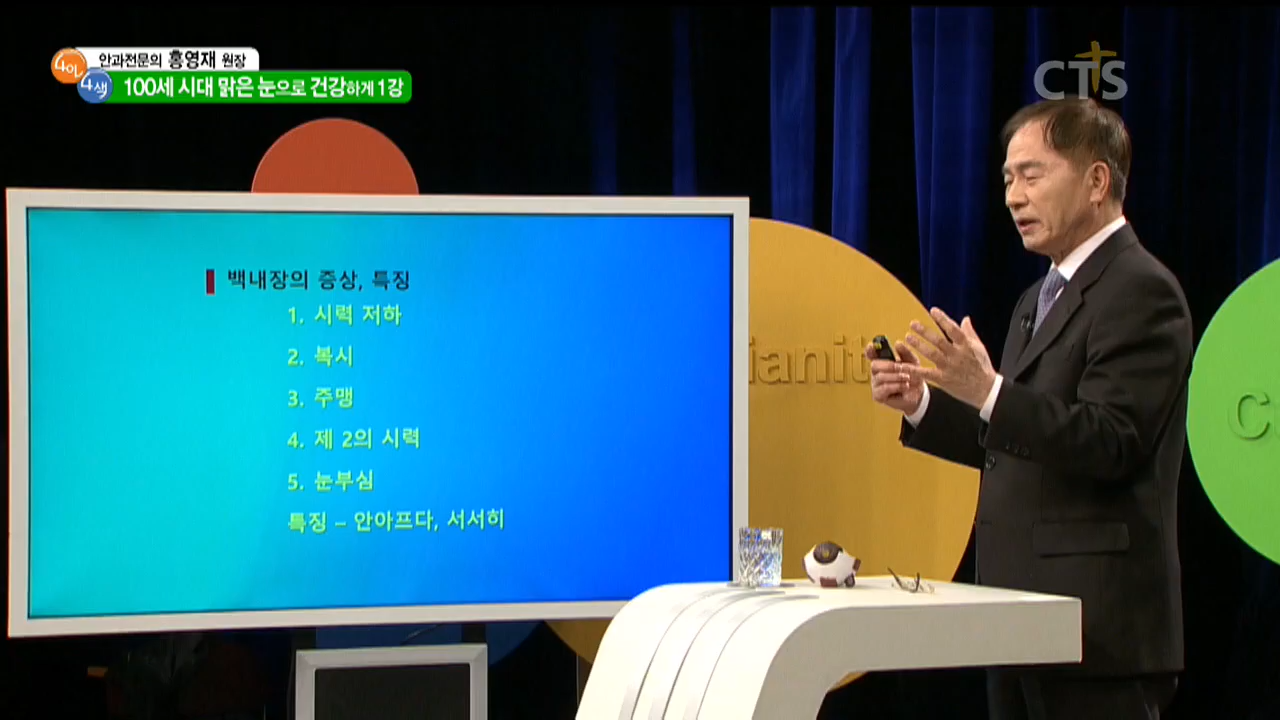 4인
4색
안과전문의 홍영재 원장
100세 시대 맑은 눈으로 건강하게 1강
CTS
백내장의 증상, 특징
1. 시력 저하
2. 복시
3. 주맹
4. 제 2의 시력
5. 눈부심
특징 – 안아프다, 서서히
ianit
C